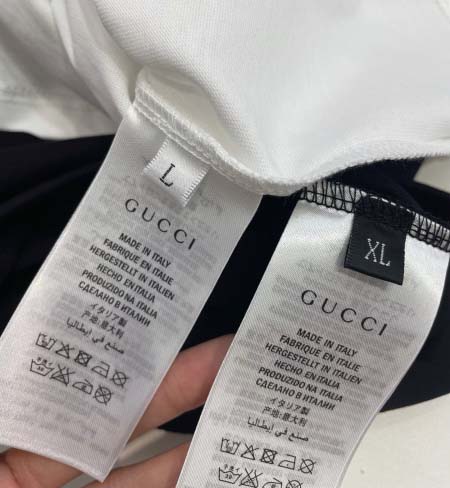 L
GUCCI
MADE IN ITALY
FABRIQUE EN ITALIE
HERGESTELLT IN ITALIEN
HECHO EN ITALIA
PRODUZIDO NA ITALIA
СДЕЛАНО В ИТАЛИИ
イタリア製
产地:意大利
صنع في إيطاليا
XL
GUCCI
MADE IN ITALY
FABRIQUE EN ITALIE
HERGESTELLT IN ITALIEN
HECHO EN ITALIA
PRODUZIDO NA ITALIA
СДЕЛАНО В ИТАЛИИ
イタリア製
产地:意大利
صنع في إيطاليا